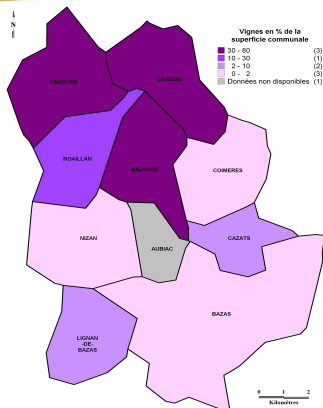 N
Vignes en % de la
superficie communale
30 - 80 (3)
10 - 30 (1)
2 - 10 (2)
0 - 2 (3)
Données non disponibles (1)
FARGUES
LANGON
ROAILLAN
MAZERES
COIMERES
NIZAN
AUBIAC
CAZATS
BAZAS
LIGNAN
-DE-
BAZAS
0 1 2
Kilomètres